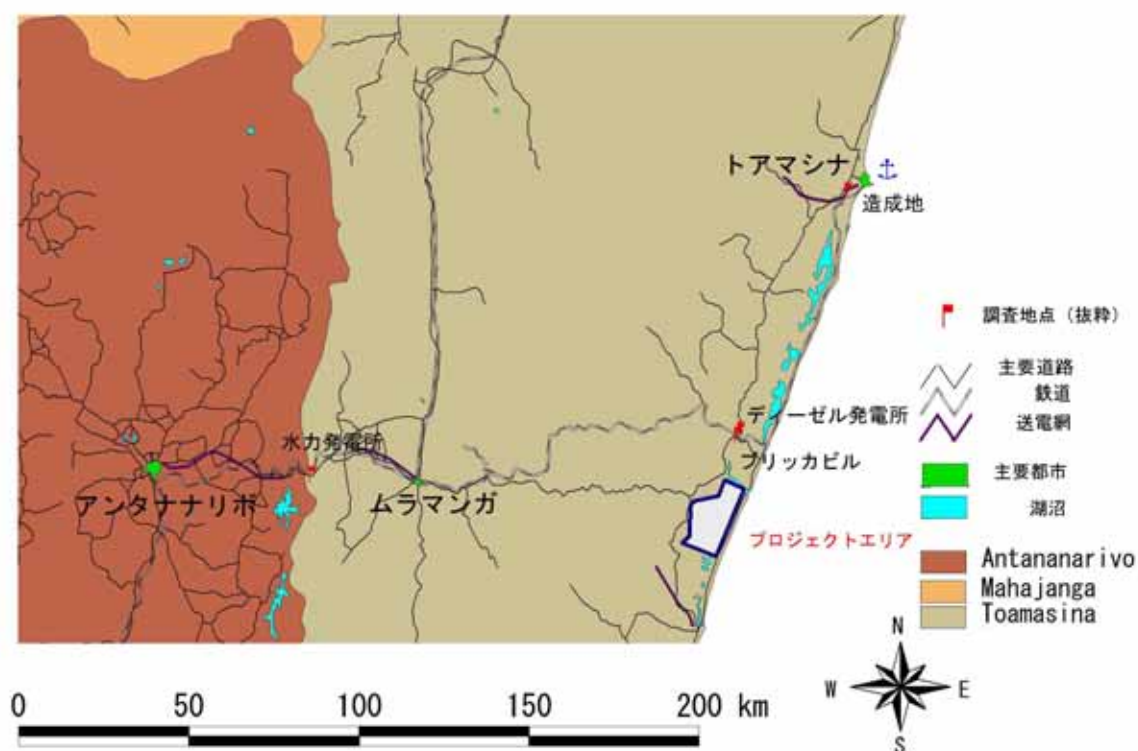 トアマシナ
造成地
調査地点（抜粋）
主要道路
鉄道
送電網
ディーゼル発電所
水力発電所
ブリッカビル
主要都市
アンタナナリボ
ムラマンガ
湖沼
プロジェクトエリア
Antananarivo
Mahajanga
Toamasina
N
W E
S
0 50 100 150 200 km